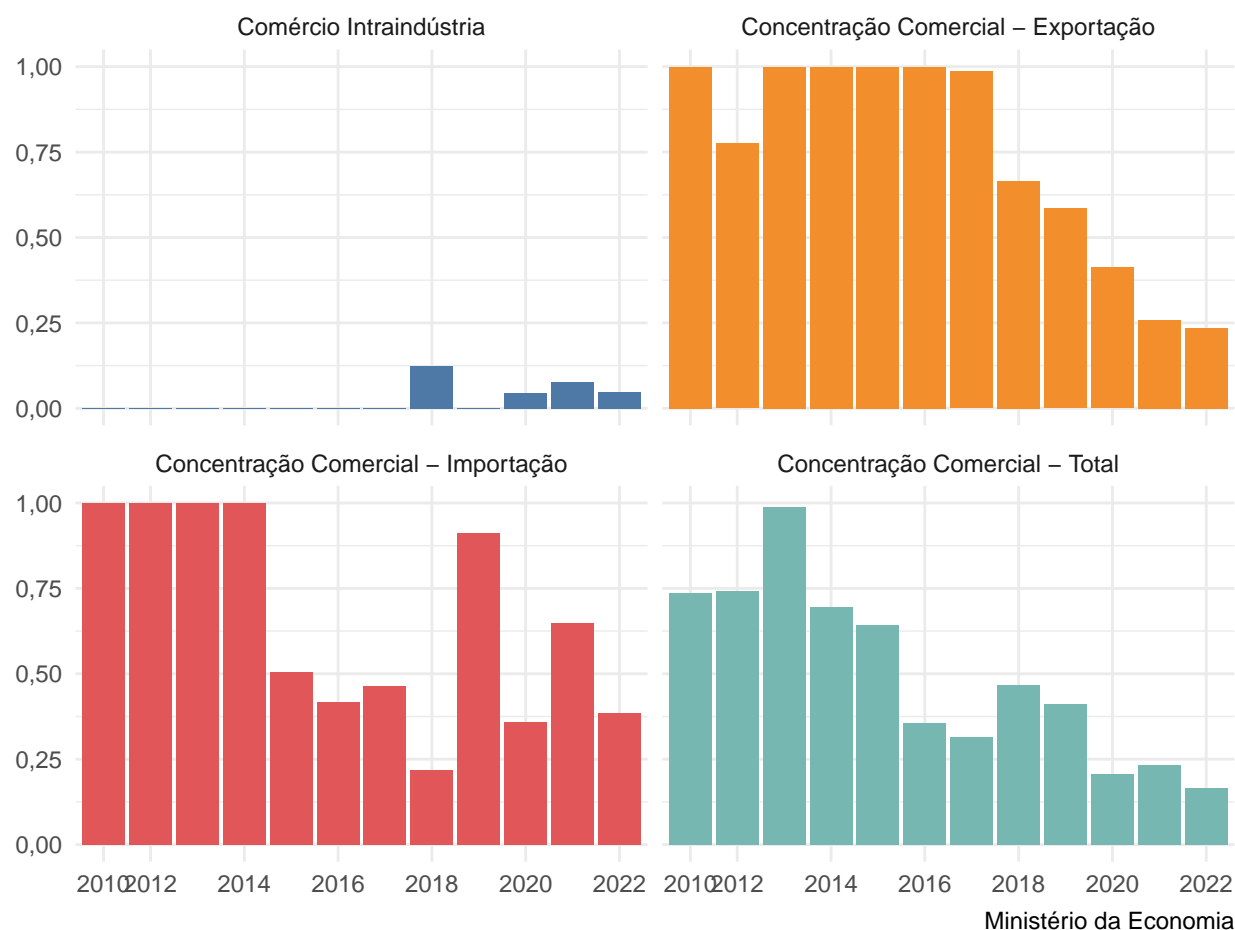 Comércio Intraindústria
Concentração Comercial – Exportação
1,00
0,75
0,50
0,25
0,00
Concentração Comercial – Importação
Concentração Comercial – Total
1,00
0,75
0,50
0,25
0,00
2010 2012 2014 2016 2018 2020 2022
2010 2012 2014 2016 2018 2020 2022
Ministério da Economia